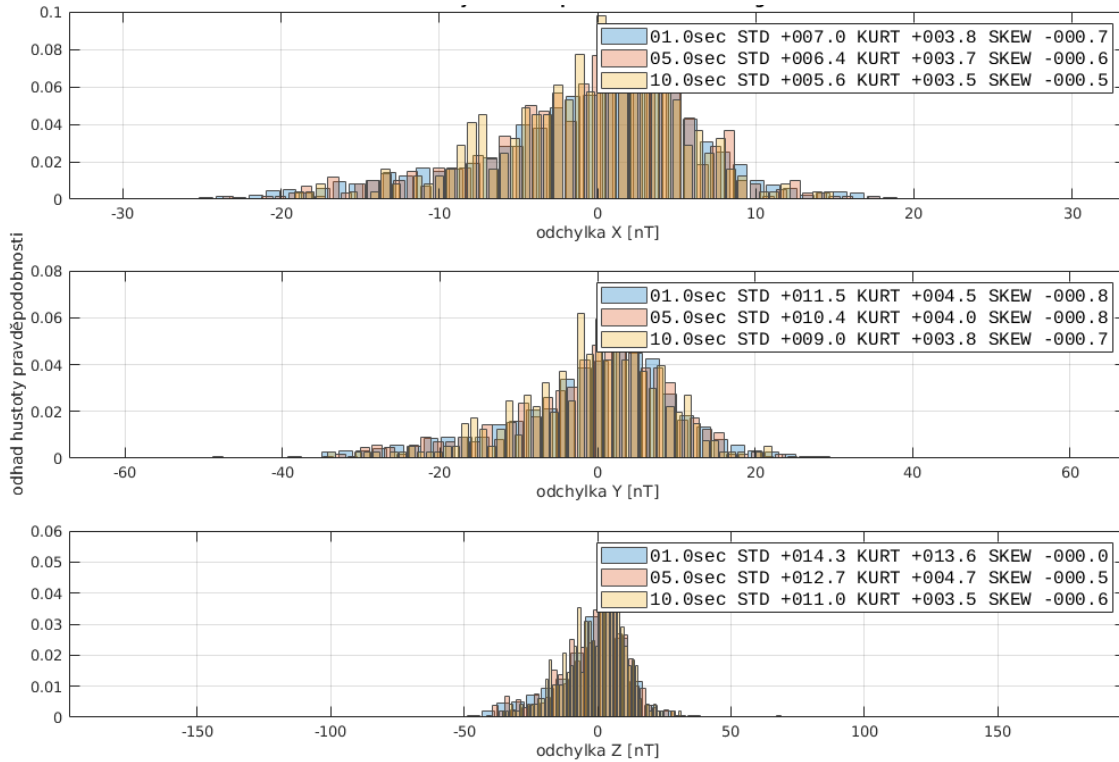 0.1
0.08
0.06
0.04
0.02
0
01.0sec STD +007.0 KURT +003.8 SKEW -000.7
05.0sec STD +006.4 KURT +003.7 SKEW -000.6
10.0sec STD +005.6 KURT +003.5 SKEW -000.5
-30 -20 -10 0 10 20 30
odchylka X [nT]
odhad hustoty pravděpodobnosti
0.08
0.06
0.04
0.02
0
01.0sec STD +011.5 KURT +004.5 SKEW -000.8
05.0sec STD +010.4 KURT +004.0 SKEW -000.8
10.0sec STD +009.0 KURT +003.8 SKEW -000.7
-60 -40 -20 0 20 40 60
odchylka Y [nT]
0.06
0.05
0.04
0.03
0.02
0.01
0
01.0sec STD +014.3 KURT +013.6 SKEW -000.0
05.0sec STD +012.7 KURT +004.7 SKEW -000.5
10.0sec STD +011.0 KURT +003.5 SKEW -000.6
-150 -100 -50 0 50 100 150
odchylka Z [nT]